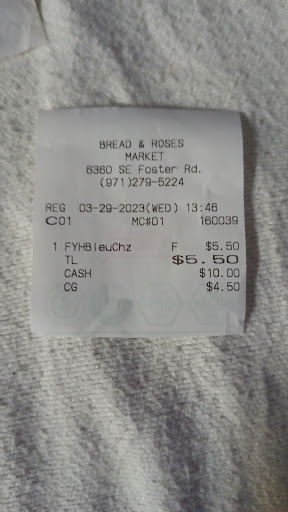 BREAD & ROSES
MARKET
6360 SE Foster Rd.
(971)279-5224
REG 03-29-2023(WED) 13:46
C01 MC#01 160039
1 FYHBleuChz F $5.50
TL $5.50
CASH $10.00
CG $4.50